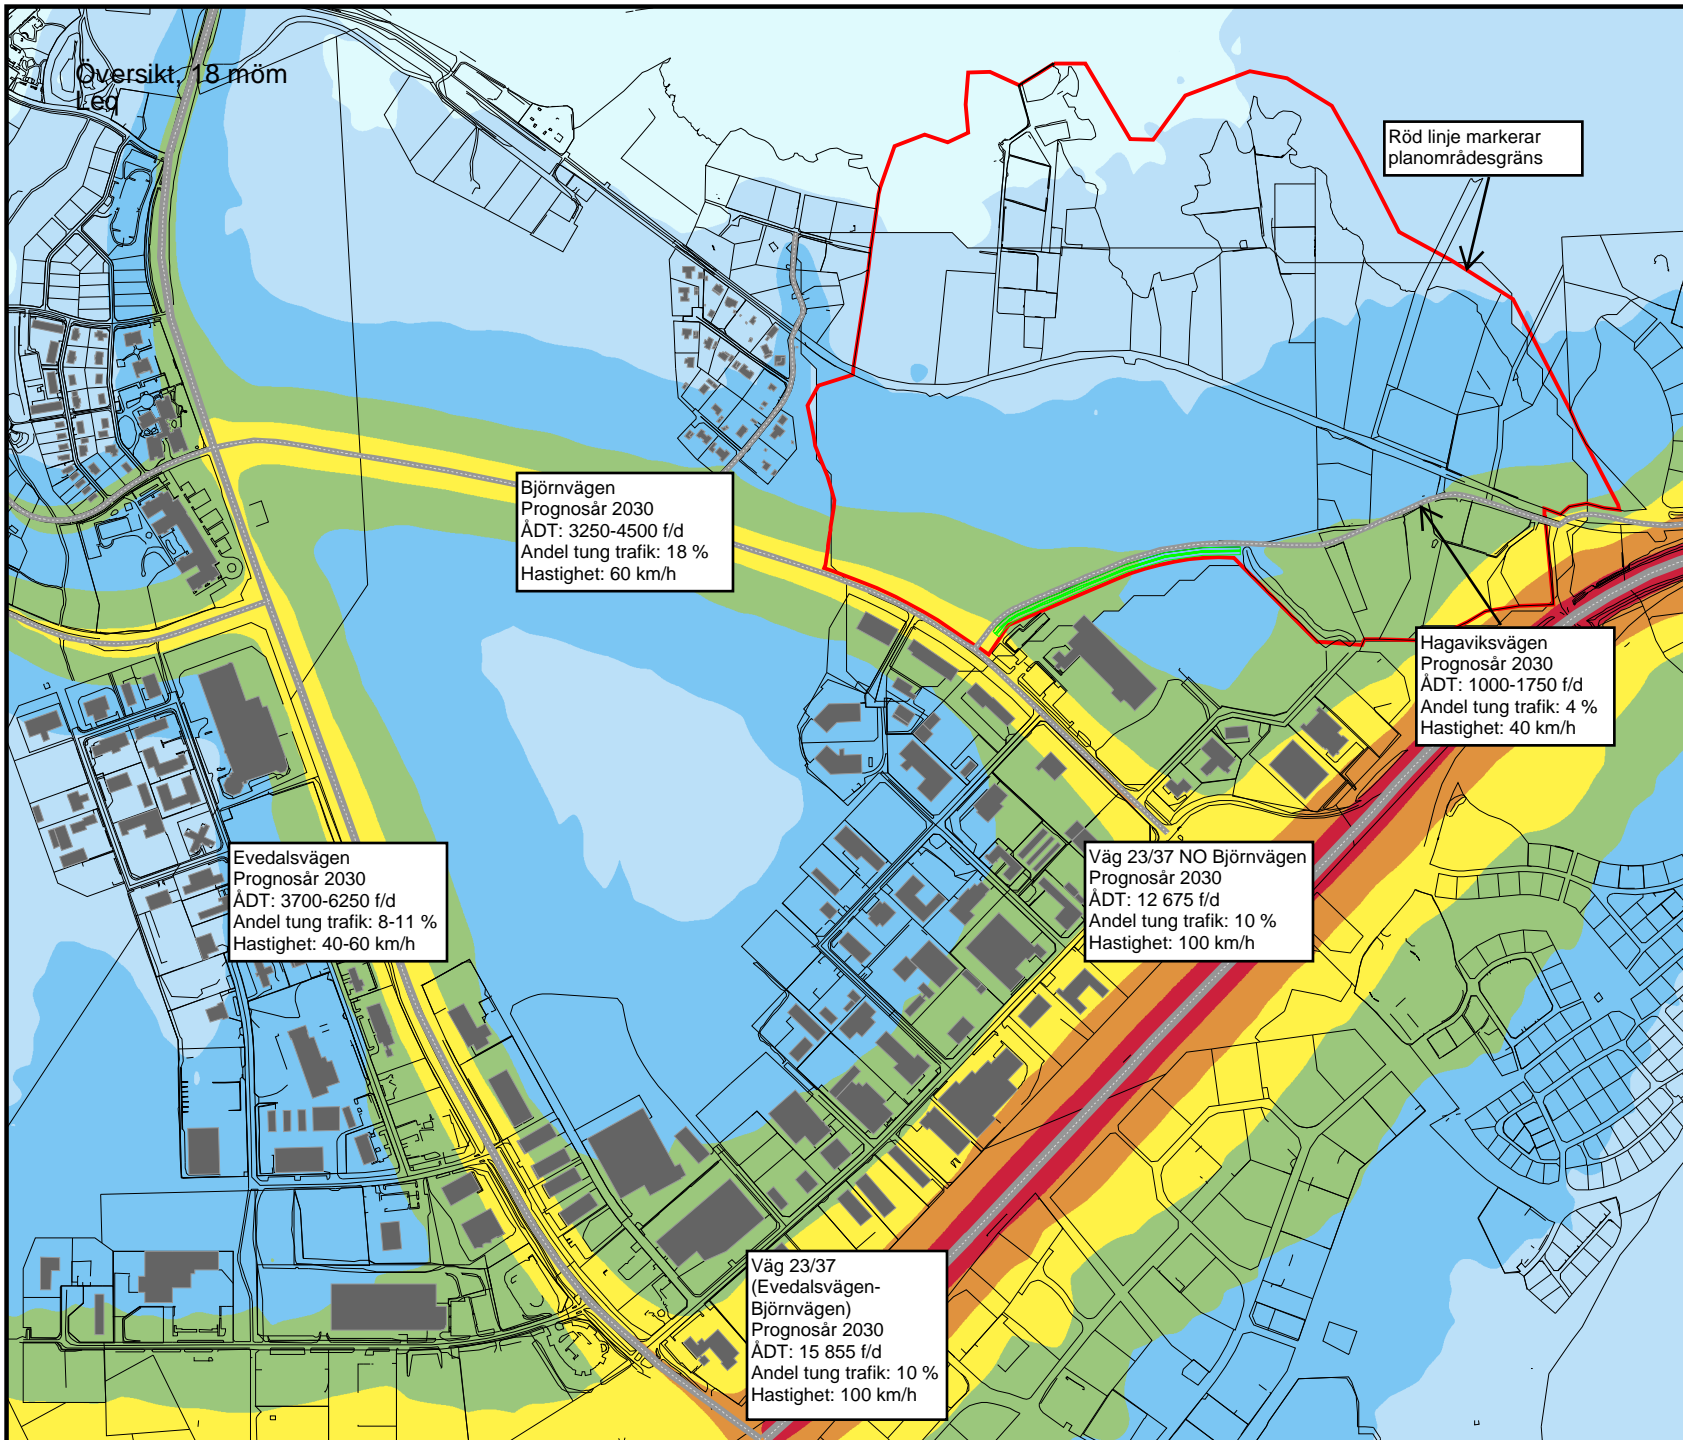 Översikt, 18 möm
Leq
Röd linje markerar
planområdesgräns
Björnvägen
Prognosår 2030
ÅDT: 3250-4500 f/d
Andel tung trafik: 18 %
Hastighet: 60 km/h
Hagaviksvägen
Prognosår 2030
ÅDT: 1000-1750 f/d
Andel tung trafik: 4 %
Hastighet: 40 km/h
Evedalsvägen
Prognosår 2030
ÅDT: 3700-6250 f/d
Andel tung trafik: 8-11 %
Hastighet: 40-60 km/h
Väg 23/37 NO Björnvägen
Prognosår 2030
ÅDT: 12 675 f/d
Andel tung trafik: 10 %
Hastighet: 100 km/h
Väg 23/37
(Evedalsvägen-
Björnvägen)
Prognosår 2030
ÅDT: 15 855 f/d
Andel tung trafik: 10 %
Hastighet: 100 km/h